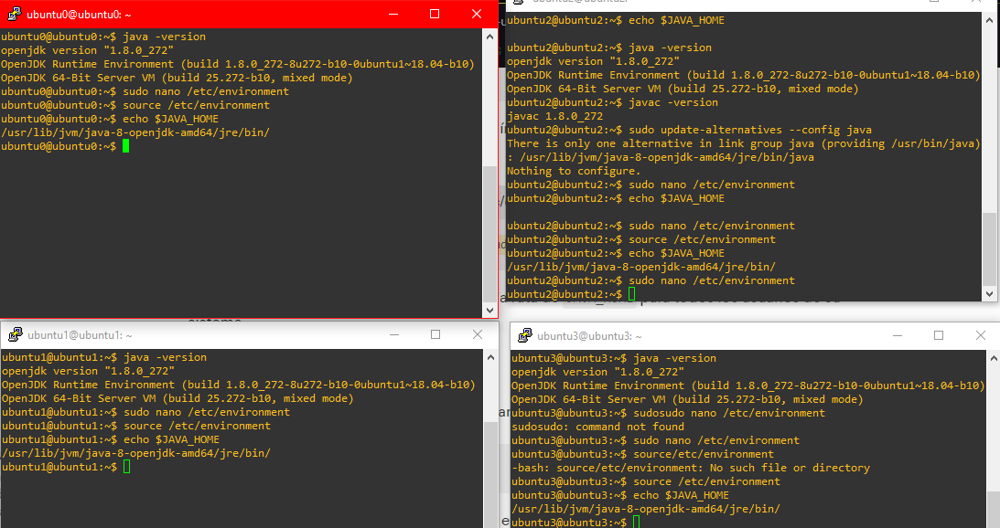 ubuntu0@ubuntu0: ~
ubuntu0@ubuntu0:~$ java -version
openjdk version "1.8.0_272"
OpenJDK Runtime Environment (build 1.8.0_272-8u272-b10-0ubuntu1~18.04-b10)
OpenJDK 64-Bit Server VM (build 25.272-b10, mixed mode)
ubuntu0@ubuntu0:~$ sudo nano /etc/environment
ubuntu0@ubuntu0:~$ source /etc/environment
ubuntu0@ubuntu0:~$ echo $JAVA_HOME
/usr/lib/jvm/java-8-openjdk-amd64/jre/bin/
ubuntu0@ubuntu0:~$
ubuntu2@ubuntu2:~$ echo $JAVA_HOME
ubuntu2@ubuntu2:~$ java -version
openjdk version "1.8.0_272"
OpenJDK Runtime Environment (build 1.8.0_272-8u272-b10-0ubuntu1~18.04-b10)
OpenJDK 64-Bit Server VM (build 25.272-b10, mixed mode)
ubuntu2@ubuntu2:~$ javac -version
javac 1.8.0_272
ubuntu2@ubuntu2:~$ sudo update-alternatives --config java
There is only one alternative in link group java (providing /usr/bin/java)
: /usr/lib/jvm/java-8-openjdk-amd64/jre/bin/java
Nothing to configure.
ubuntu2@ubuntu2:~$ sudo nano /etc/environment
ubuntu2@ubuntu2:~$ echo $JAVA_HOME
ubuntu2@ubuntu2:~$ sudo nano /etc/environment
ubuntu2@ubuntu2:~$ source /etc/environment
ubuntu2@ubuntu2:~$ echo $JAVA_HOME
/usr/lib/jvm/java-8-openjdk-amd64/jre/bin/
ubuntu2@ubuntu2:~$ sudo nano /etc/environment
ubuntu2@ubuntu2:~$
ubuntu1@ubuntu1: ~
ubuntu1@ubuntu1:~$ java -version
openjdk version "1.8.0_272"
OpenJDK Runtime Environment (build 1.8.0_272-8u272-b10-0ubuntu1~18.04-b10)
OpenJDK 64-Bit Server VM (build 25.272-b10, mixed mode)
ubuntu1@ubuntu1:~$ sudo nano /etc/environment
ubuntu1@ubuntu1:~$ source /etc/environment
ubuntu1@ubuntu1:~$ echo $JAVA_HOME
/usr/lib/jvm/java-8-openjdk-amd64/jre/bin/
ubuntu1@ubuntu1:~$
ubuntu3@ubuntu3: ~
ubuntu3@ubuntu3:~$ java -version
openjdk version "1.8.0_272"
OpenJDK Runtime Environment (build 1.8.0_272-8u272-b10-0ubuntu1~18.04-b10)
OpenJDK 64-Bit Server VM (build 25.272-b10, mixed mode)
ubuntu3@ubuntu3:~$ sudosudo nano /etc/environment
sudosudo: command not found
ubuntu3@ubuntu3:~$ sudo nano /etc/environment
ubuntu3@ubuntu3:~$ source/etc/environment
-bash: source/etc/environment: No such file or directory
ubuntu3@ubuntu3:~$ source /etc/environment
ubuntu3@ubuntu3:~$ echo $JAVA_HOME
/usr/lib/jvm/java-8-openjdk-amd64/jre/bin/
ubuntu3@ubuntu3:~$